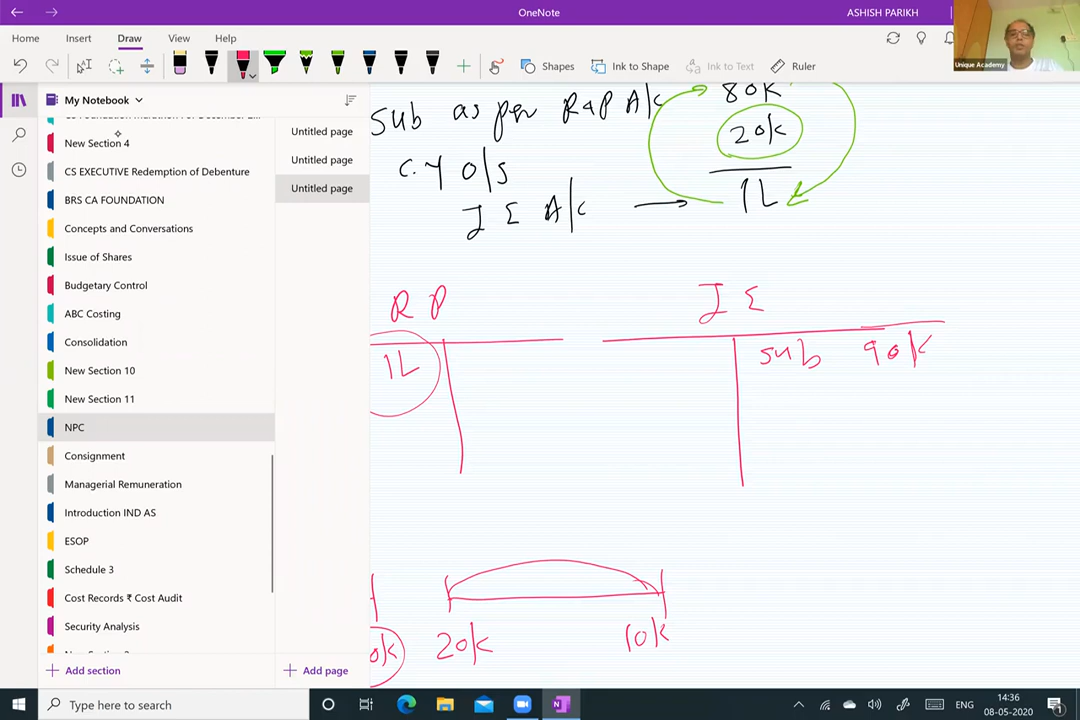 OneNote
ASHISH PARIKH
Unique Academy
Home Insert Draw View Help
Shapes Ink to Shape Ink to Text Ruler
My Notebook
New Section 4
CS EXECUTIVE Redemption of Debenture
BRS CA FOUNDATION
Concepts and Conversations
Issue of Shares
Budgetary Control
ABC Costing
Consolidation
New Section 10
New Section 11
NPC
Consignment
Managerial Remuneration
Introduction IND AS
ESOP
Schedule 3
Cost Records ₹ Cost Audit
Security Analysis
+ Add section
Untitled page
Untitled page
Untitled page
+ Add page
Sub as per R&P A/c 80K
C.Y O/S 20K
I E A/c → 1L
R P
1L
I E
Sub 90K
20K 10K
Type here to search
ENG
14:36
08-05-2020